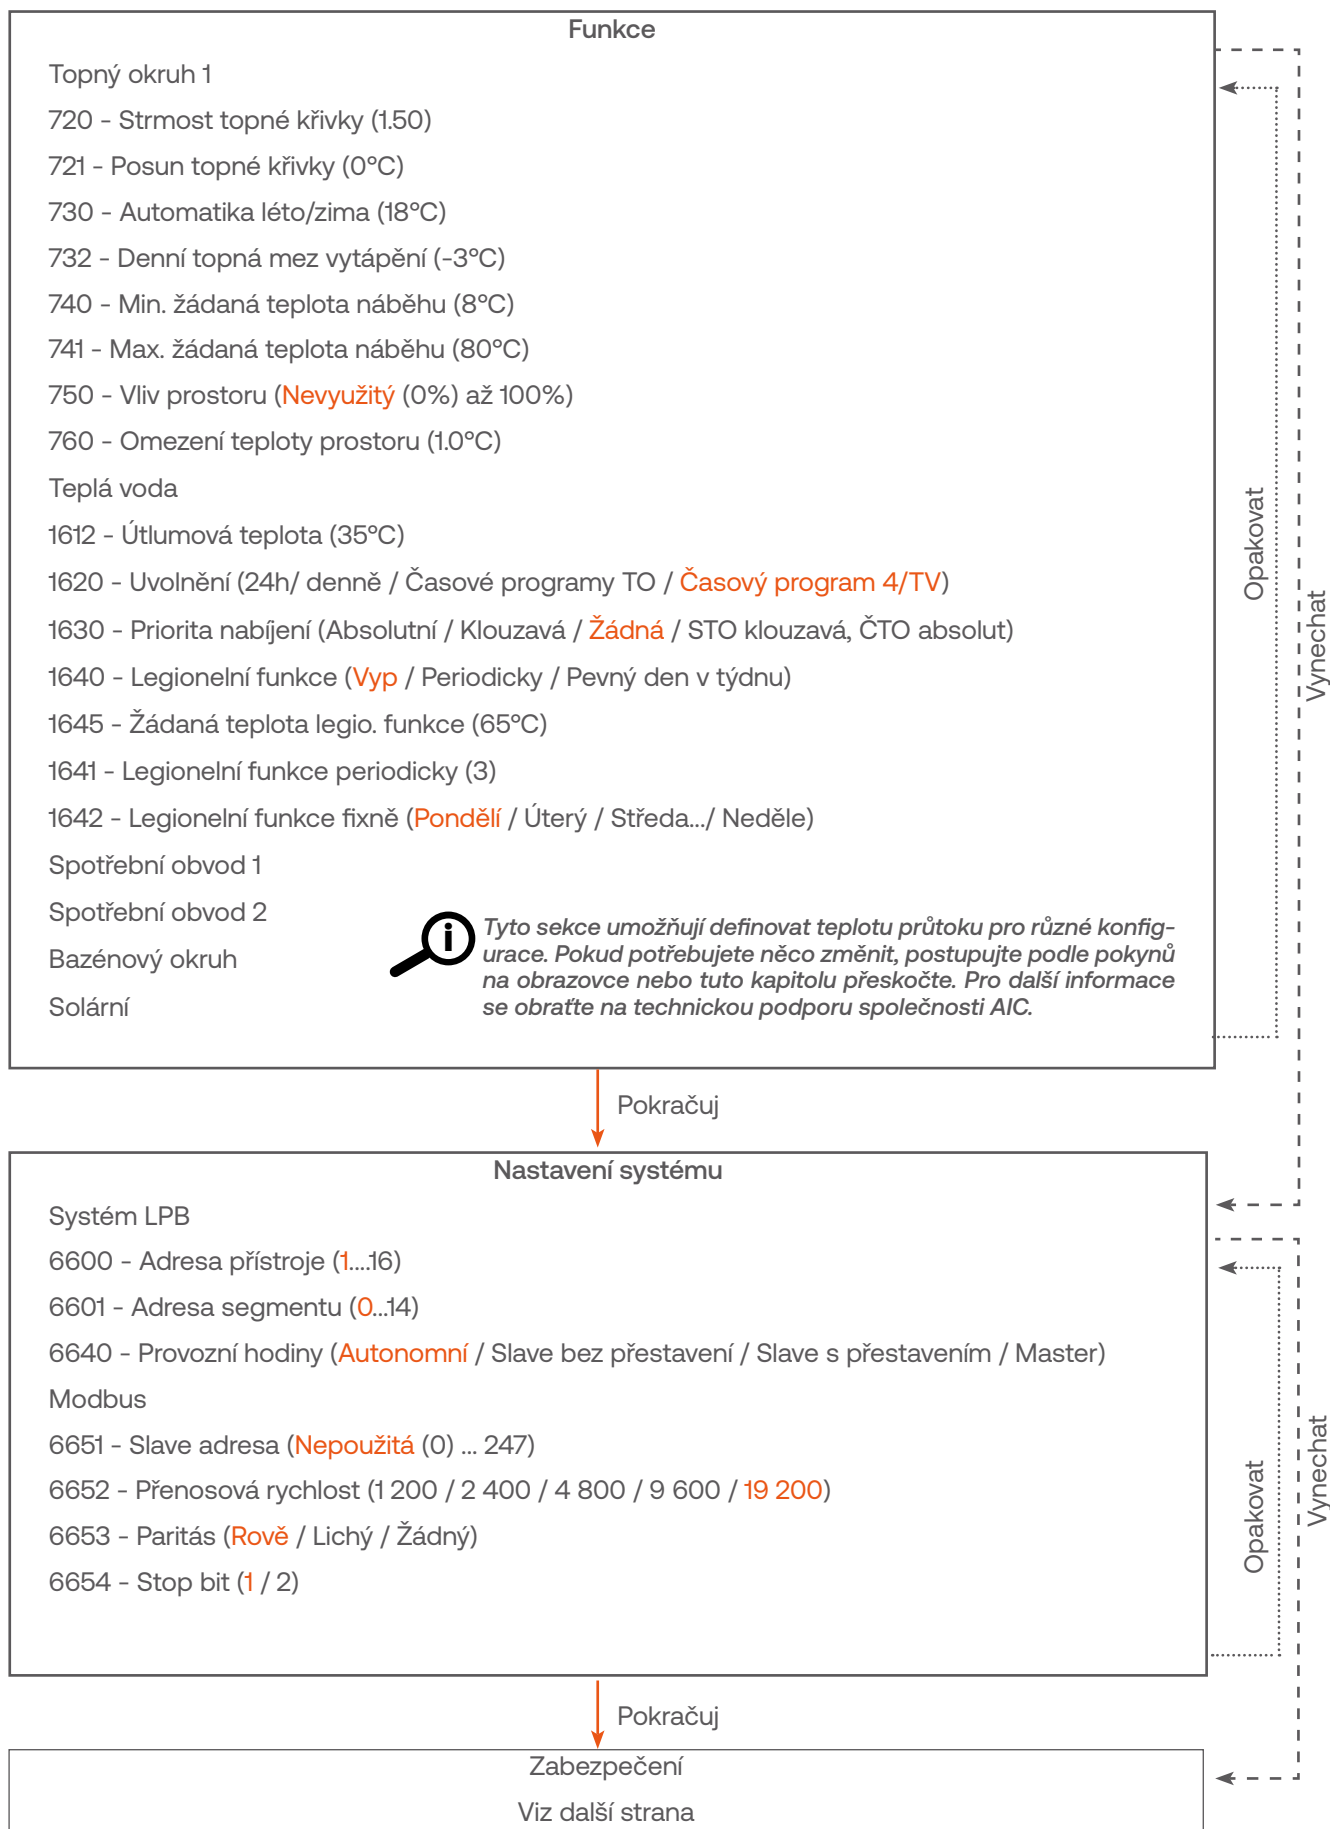 Funkce
Topný okruh 1
720 - Strmost topné křivky (1.50)
721 - Posun topné křivky (0°C)
730 - Automatika léto/zima (18°C)
732 - Denní topná mez vytápění (-3°C)
740 - Min. žádaná teplota náběhu (8°C)
741 - Max. žádaná teplota náběhu (80°C)
750 - Vliv prostoru (Nevyužitý (0%) až 100%)
760 - Omezení teploty prostoru (1.0°C)
Teplá voda
1612 - Útlumová teplota (35°C)
1620 - Uvolnění (24h/ denně / Časové programy TO / Časový program 4/TV)
1630 - Priorita nabíjení (Absolutní / Klouzavá / Žádná / STO klouzavá, ČTO absolut)
1640 - Legionelní funkce (Vyp / Periodicky / Pevný den v týdnu)
1645 - Žádaná teplota legio. funkce (65°C)
1641 - Legionelní funkce periodicky (3)
1642 - Legionelní funkce fixně (Pondělí / Úterý / Středa.../ Neděle)
Spotřební obvod 1
Spotřební obvod 2
Bazénový okruh
Solární
Tyto sekce umožňují definovat teplotu průtoku pro různé konfig-
urace. Pokud potřebujete něco změnit, postupujte podle pokynů
na obrazovce nebo tuto kapitolu přeskočte. Pro další informace
se obraťte na technickou podporu společnosti AIC.
Opakovat
Vynechat
Pokračuj
Nastavení systému
Systém LPB
6600 - Adresa přístroje (1....16)
6601 - Adresa segmentu (0...14)
6640 - Provozní hodiny (Autonomní / Slave bez přestavení / Slave s přestavením / Master)
Modbus
6651 - Slave adresa (Nepoužitá (0) ... 247)
6652 - Přenosová rychlost (1 200 / 2 400 / 4 800 / 9 600 / 19 200)
6653 - Paritás (Rově / Lichý / Žádný)
6654 - Stop bit (1 / 2)
Opakovat
Vynechat
Pokračuj
Zabezpečení
Viz další strana